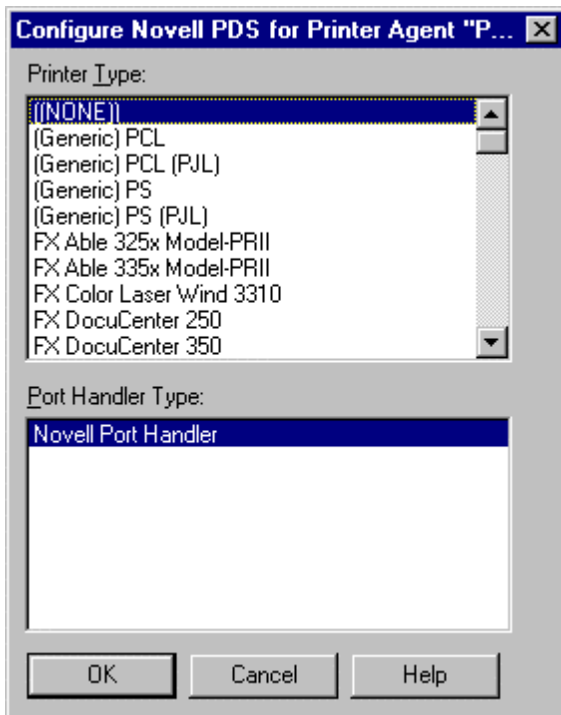 Configure Novell PDS for Printer Agent "P...
Printer Type:
((NONE))
(Generic) PCL
(Generic) PCL (PJL)
(Generic) PS
(Generic) PS (PJL)
FX Able 325x Model-PRII
FX Able 335x Model-PRII
FX Color Laser Wind 3310
FX DocuCenter 250
FX DocuCenter 350
Port Handler Type:
Novell Port Handler
OK Cancel Help